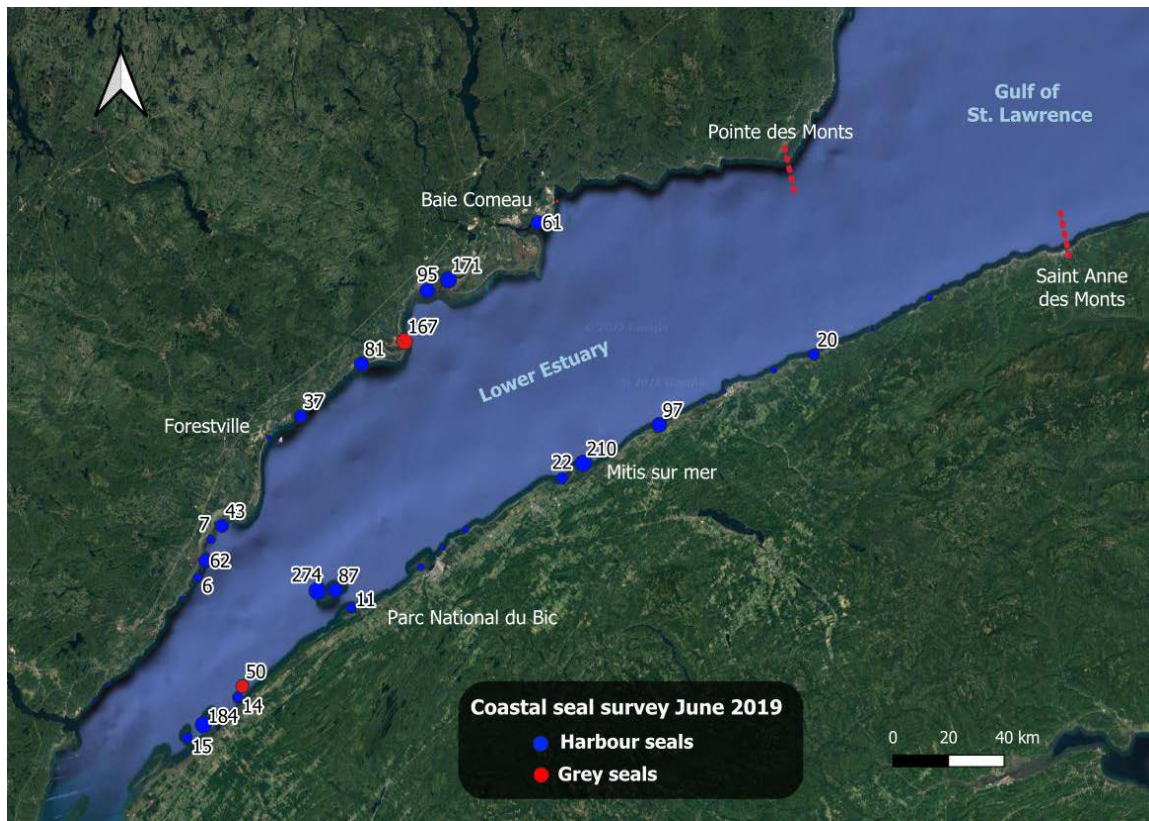 Gulf of
St. Lawrence
Pointe des Monts
Baie Comeau
61
171
95
Saint Anne
des Monts
167
Lower Estuary
20
81
37
97
Forestville
210
22
Mitis sur mer
43
7
62
6
274
87
11
Parc National du Bic
50
14
184
15
Coastal seal survey June 2019
Harbour seals
Grey seals
0
20
40 km